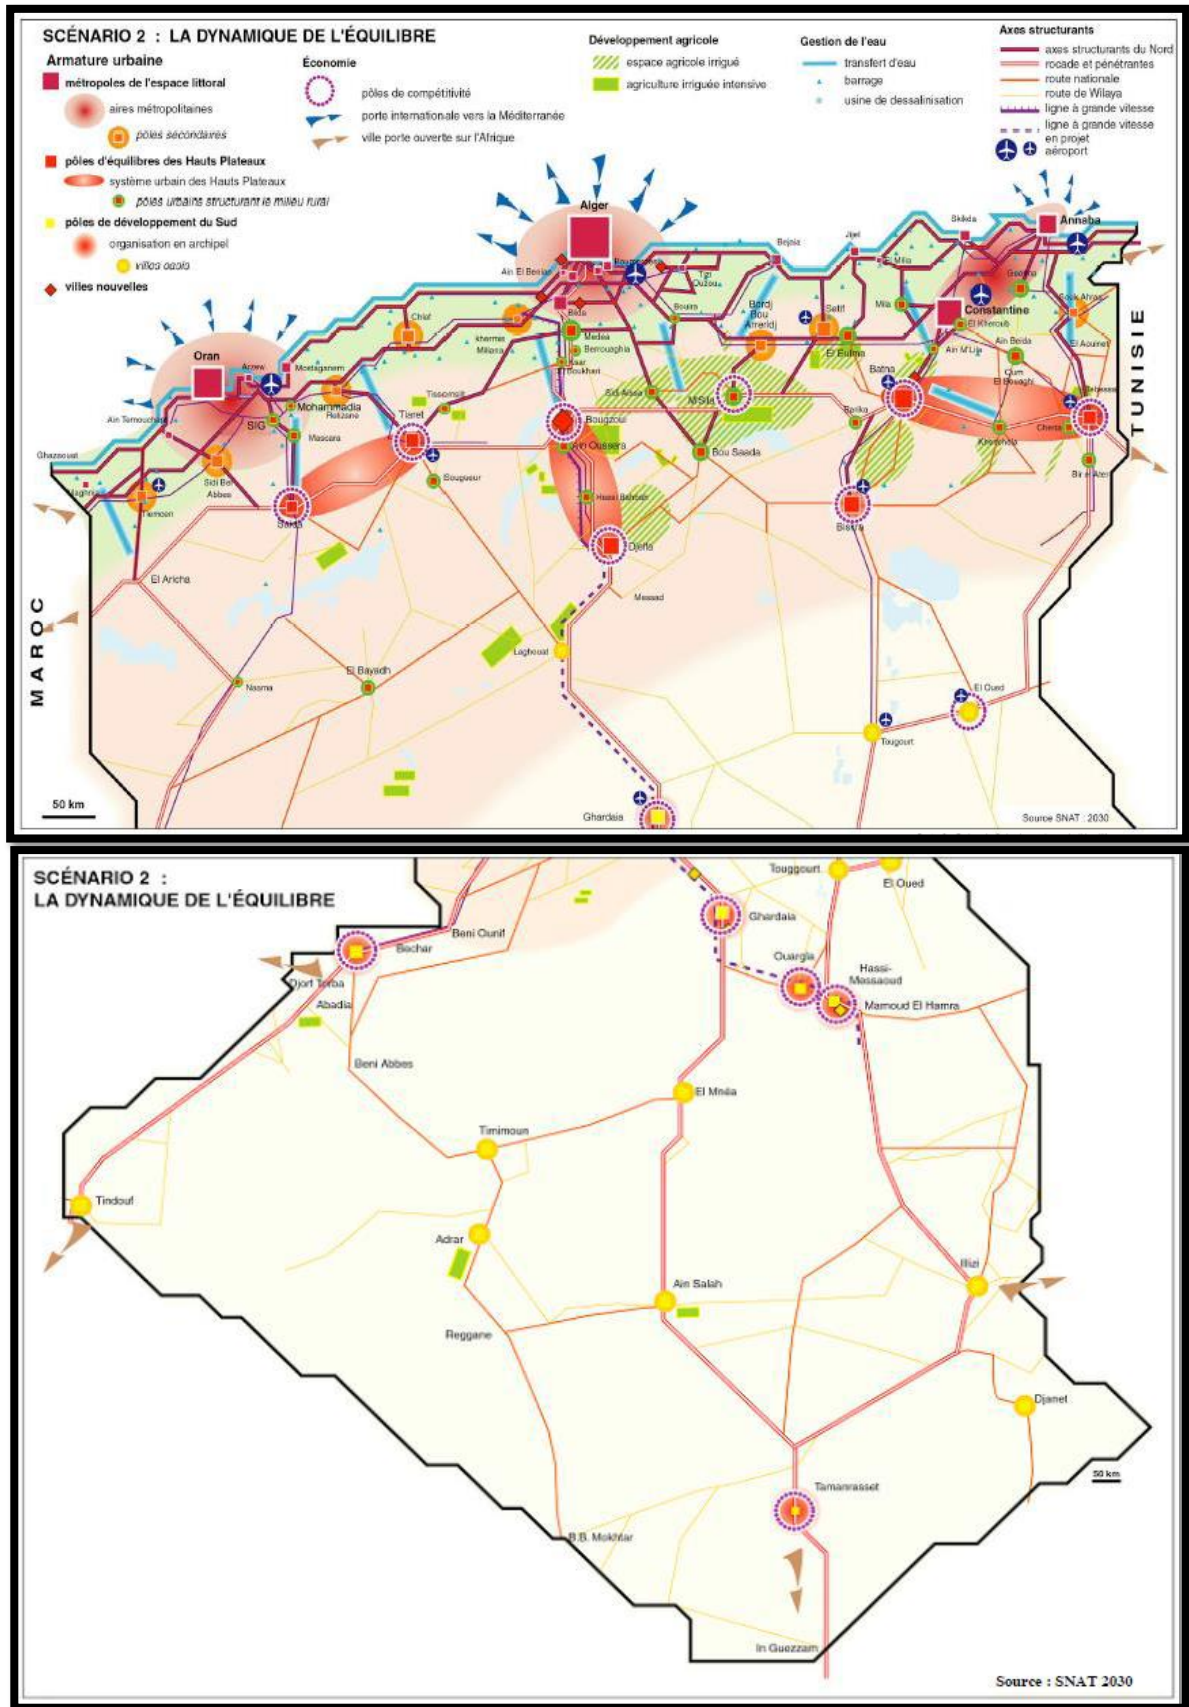 SCÉNARIO 2 : LA DYNAMIQUE DE L'ÉQUILIBRE
Armature urbaine
métropoles de l'espace littoral
aires métropolitaines
pôles secondaires
pôles d'équilibres des Hauts Plateaux
système urbain des Hauts Plateaux
pôles urbains structurant le milieu rural
pôles de développement du Sud
organisation en archipel
villes oasis
villes nouvelles
Économie
pôles de compétitivité
porte internationale vers la Méditerranée
ville porte ouverte sur l'Afrique
Développement agricole
espace agricole irrigué
agriculture irriguée intensive
Gestion de l'eau
transfert d'eau
barrage
usine de dessalinisation
Axes structurants
axes structurants du Nord
rocade et pénétrantes
route nationale
route de Wilaya
ligne à grande vitesse
ligne à grande vitesse
en projet
aéroport
Alger
Annaba
Skikda
Jijel
Bejaia
El Milia
Ain El Benian
Tizi
Ouzou
Bouira
Bordj
Bou
Arreridj
Setif
Mila
Guelma
Souk Ahras
Constantine
El Kheroub
Ain Beida
El Aouinet
Oum
El Bouaghi
Ain M'Lila
El Eulma
Chlef
Khemis
Miliana
Blida
Medea
Berrouaghia
Ksar
El Boukhari
Oran
Arzew
Mostaganem
Mohammadia
Relizane
Tissemsilt
Tiaret
Ain Temouchent
SIG
Mascara
Sidi Aissa
M'Sila
Batna
Barika
Tebessa
Cheria
Khenchela
Bir el Ater
Bougzoul
Ain Oussera
Bou Saada
Ghazaouet
Maghnia
Tlemcen
Sidi Bel
Abbes
Saida
Sougueur
Hassi Bahbah
Djelfa
Biskra
TUNISIE
El Aricha
Messad
MAROC
Laghouat
El Bayadh
Naama
El Oued
Tougourt
Ghardaia
50 km
Source SNAT : 2030
SCÉNARIO 2 :
LA DYNAMIQUE DE L'ÉQUILIBRE
Touggourt
El Oued
Ghardaia
Beni Ounif
Bechar
Ouargla
Hassi-
Messaoud
Mamoud El Hamra
Djorf Torba
Abadla
Beni Abbes
El Mnéa
Timimoun
Tindouf
Adrar
Illizi
Ain Salah
Reggane
Djanet
50 km
Tamanrasset
B.B. Mokhtar
In Guezzam
Source : SNAT 2030